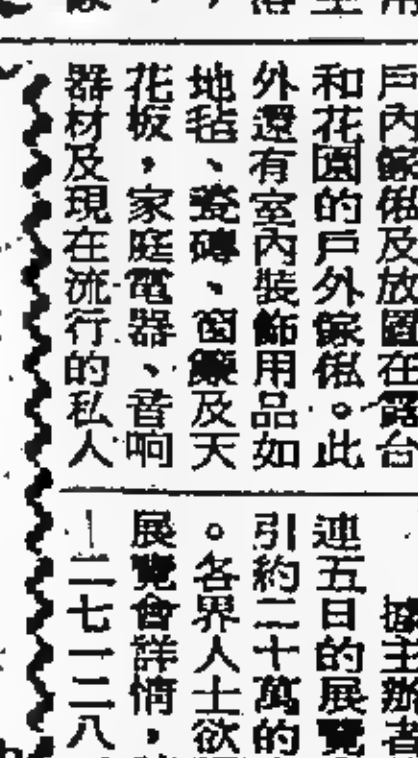 戶內傢俬及放置在露台
和花園的戶外傢俬。此
外還有室內裝飾用品如
地毡、瓷磚、窗簾及天
花板，家庭電器、音响
器材及現在流行的私人
據主辦者
連五日的展覽
引約二十萬的
。各界人士欲
展覽會詳情，
｜二七一二八